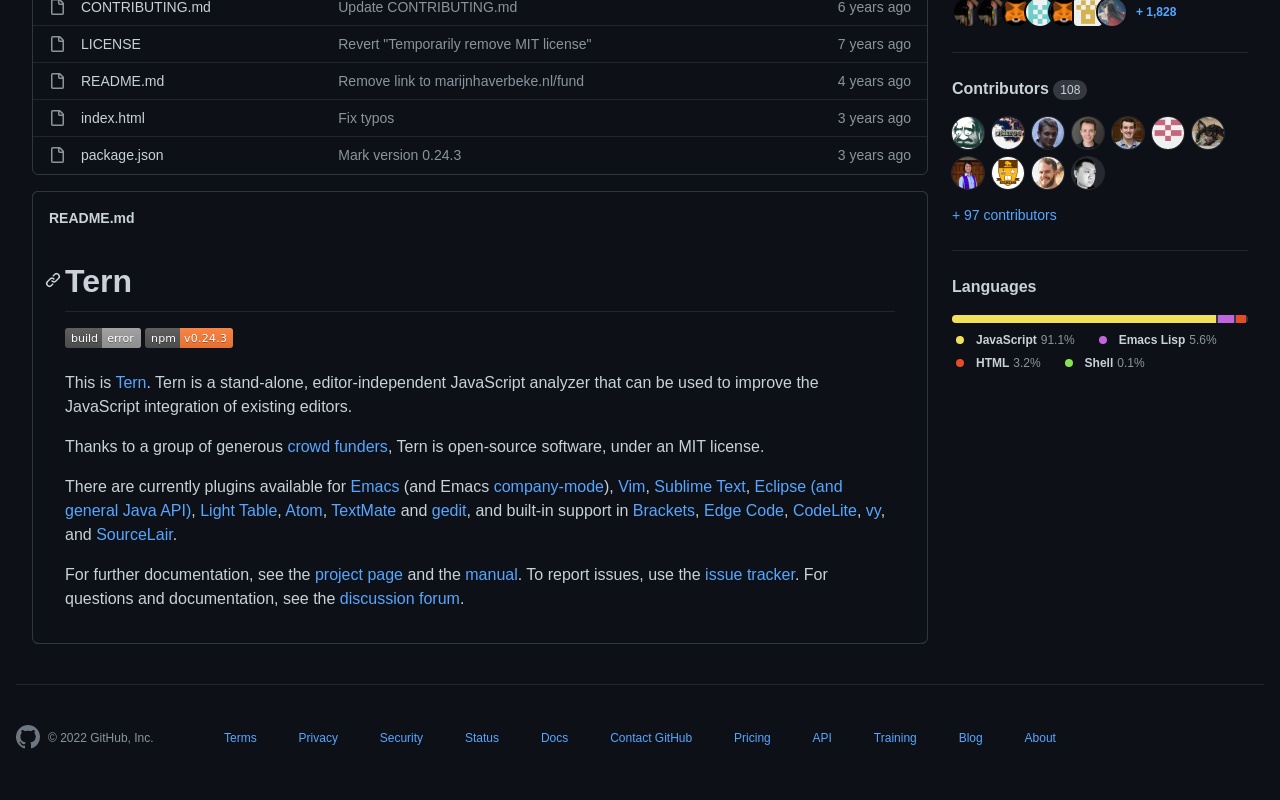 CONTRIBUTING.md Update CONTRIBUTING.md 6 years ago
LICENSE Revert "Temporarily remove MIT license" 7 years ago
README.md Remove link to marijnhaverbeke.nl/fund 4 years ago
index.html Fix typos 3 years ago
package.json Mark version 0.24.3 3 years ago
README.md
Tern
build error npm v0.24.3
This is Tern. Tern is a stand-alone, editor-independent JavaScript analyzer that can be used to improve the
JavaScript integration of existing editors.
Thanks to a group of generous crowd funders, Tern is open-source software, under an MIT license.
There are currently plugins available for Emacs (and Emacs company-mode), Vim, Sublime Text, Eclipse (and
general Java API), Light Table, Atom, TextMate and gedit, and built-in support in Brackets, Edge Code, CodeLite, vy,
and SourceLair.
For further documentation, see the project page and the manual. To report issues, use the issue tracker. For
questions and documentation, see the discussion forum.
+ 1,828
Contributors 108
+ 97 contributors
Languages
JavaScript 91.1% Emacs Lisp 5.6%
HTML 3.2% Shell 0.1%
© 2022 GitHub, Inc. Terms Privacy Security Status Docs Contact GitHub Pricing API Training Blog About